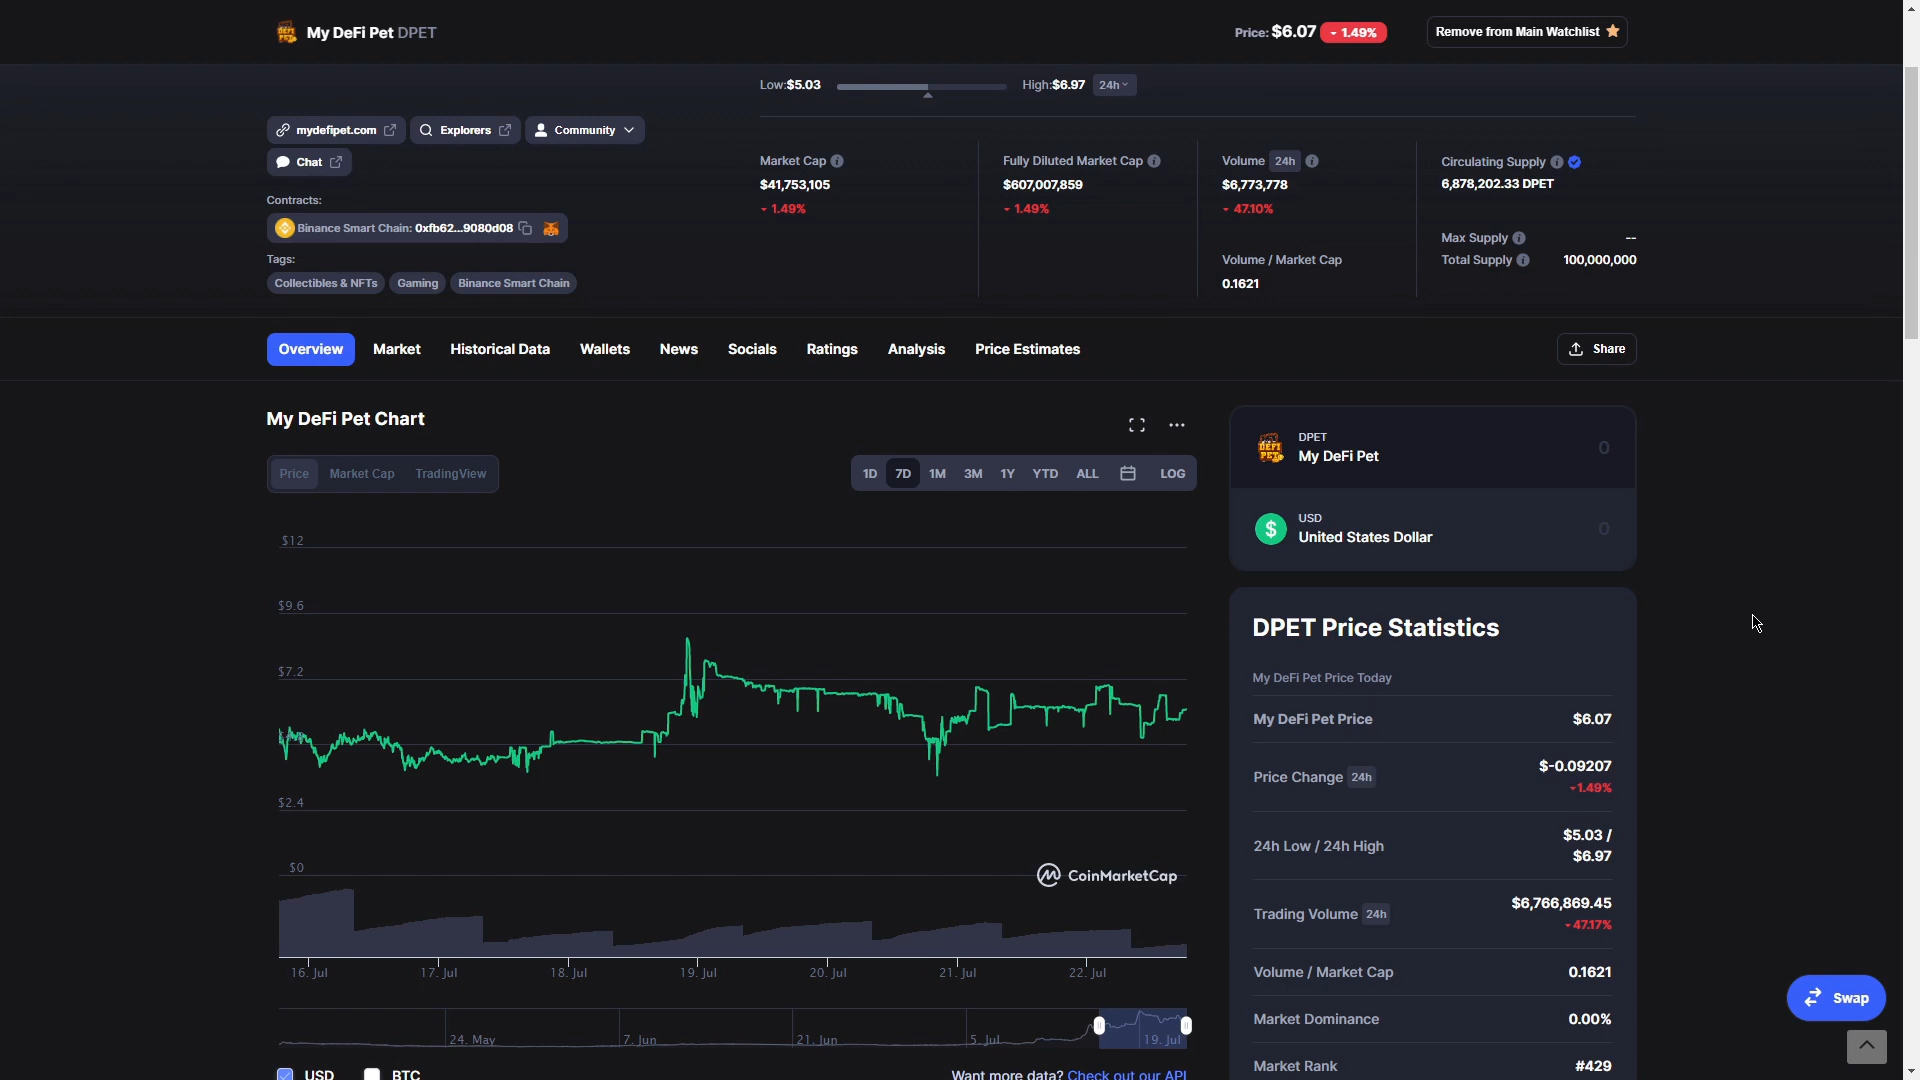 My DeFi Pet DPET
Price: $6.07 1.49%
Remove from Main Watchlist
Low:$5.03
High:$6.97 24h
mydefipet.com Explorers Community
Chat
Contracts:
Binance Smart Chain: 0xfb62...9080d08
Tags:
Collectibles & NFTs Gaming Binance Smart Chain
Market Cap
$41,753,105
1.49%
Fully Diluted Market Cap
$607,007,859
1.49%
Volume 24h
$6,773,778
47.10%
Volume / Market Cap
0.1621
Circulating Supply
6,878,202.33 DPET
Max Supply --
Total Supply 100,000,000
Overview Market Historical Data Wallets News Socials Ratings Analysis Price Estimates
Share
My DeFi Pet Chart
Price Market Cap TradingView
1D 7D 1M 3M 1Y YTD ALL LOG
$12
$9.6
$7.2
$2.4
$0
CoinMarketCap
16. Jul 17. Jul 18. Jul 19. Jul 20. Jul 21. Jul 22. Jul
24. May 7. Jun 21. Jun 5. Jul 19. Jul
USD BTC
Want more data? Check out our API
DPET
My DeFi Pet 0
USD
United States Dollar 0
DPET Price Statistics
My DeFi Pet Price Today
My DeFi Pet Price $6.07
Price Change 24h $-0.09207
1.49%
24h Low / 24h High $5.03 /
$6.97
Trading Volume 24h $6,766,869.45
47.17%
Volume / Market Cap 0.1621
Market Dominance 0.00%
Market Rank #429
Swap